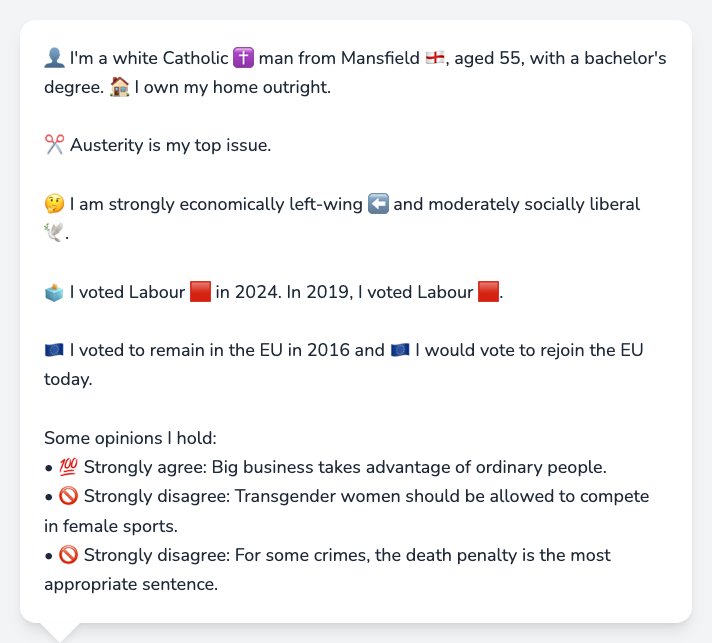 👤 I'm a white Catholic ✝️ man from Mansfield 🏴󠁧󠁢󠁥󠁮󠁧󠁿, aged 55, with a bachelor's
degree. 🏠 I own my home outright.
✂️ Austerity is my top issue.
🤔 I am strongly economically left-wing ⬅️ and moderately socially liberal
🕊️.
🗳️ I voted Labour 🟥 in 2024. In 2019, I voted Labour 🟥.
🇪🇺 I voted to remain in the EU in 2016 and 🇪🇺 I would vote to rejoin the EU
today.
Some opinions I hold:
• 💯 Strongly agree: Big business takes advantage of ordinary people.
• 🚫 Strongly disagree: Transgender women should be allowed to compete
in female sports.
• 🚫 Strongly disagree: For some crimes, the death penalty is the most
appropriate sentence.